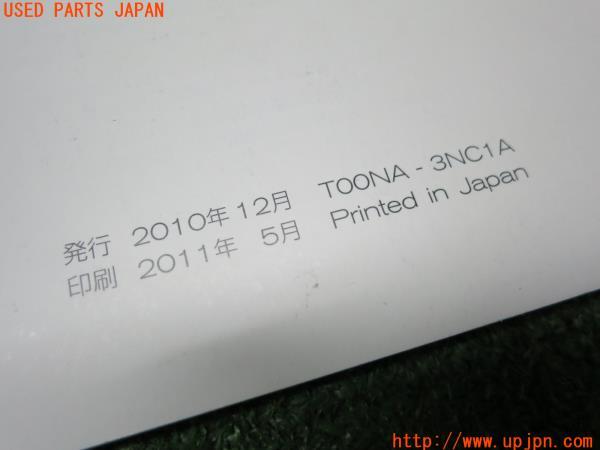 USED PARTS JAPAN
発行 2010年12月 TOONA - 3NC1A
印刷 2011年 5月 Printed in Japan
http://www.upjpn.com/